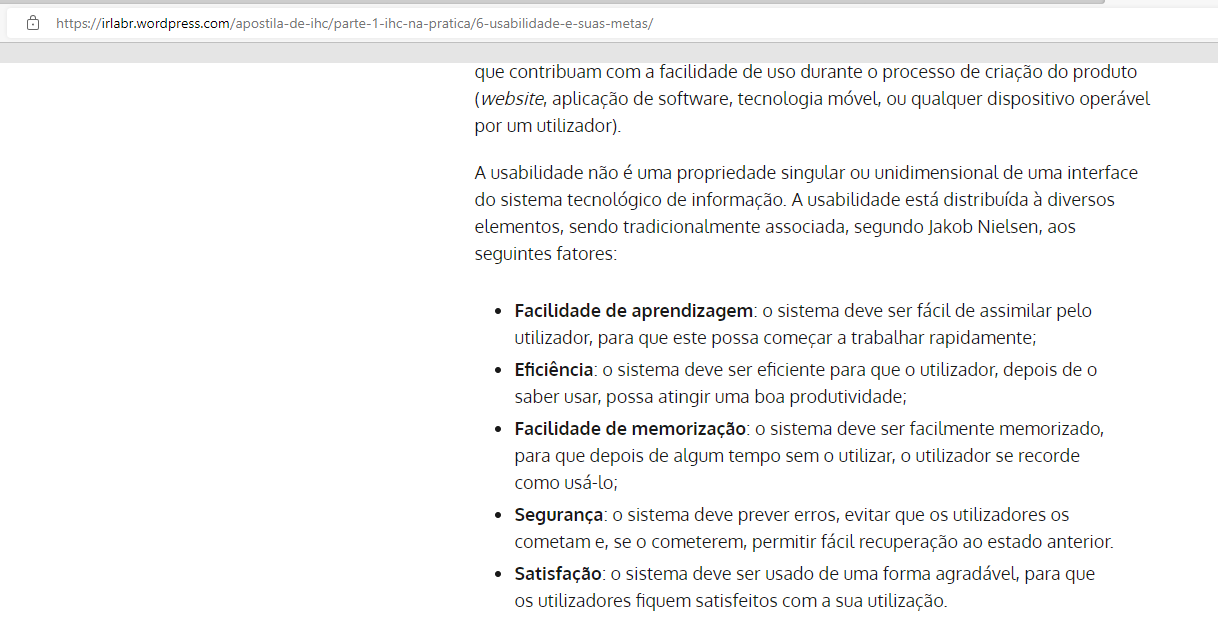 https://irlabr.wordpress.com/apostila-de-ihc/parte-1-ihc-na-pratica/6-usabilidade-e-suas-metas/
que contribuam com a facilidade de uso durante o processo de criação do produto
(website, aplicação de software, tecnologia móvel, ou qualquer dispositivo operável
por um utilizador).
A usabilidade não é uma propriedade singular ou unidimensional de uma interface
do sistema tecnológico de informação. A usabilidade está distribuída à diversos
elementos, sendo tradicionalmente associada, segundo Jakob Nielsen, aos
seguintes fatores:
• Facilidade de aprendizagem: o sistema deve ser fácil de assimilar pelo
utilizador, para que este possa começar a trabalhar rapidamente;
• Eficiência: o sistema deve ser eficiente para que o utilizador, depois de o
saber usar, possa atingir uma boa produtividade;
• Facilidade de memorização: o sistema deve ser facilmente memorizado,
para que depois de algum tempo sem o utilizar, o utilizador se recorde
como usá-lo;
• Segurança: o sistema deve prever erros, evitar que os utilizadores os
cometam e, se o cometerem, permitir fácil recuperação ao estado anterior.
• Satisfação: o sistema deve ser usado de uma forma agradável, para que
os utilizadores fiquem satisfeitos com a sua utilização.